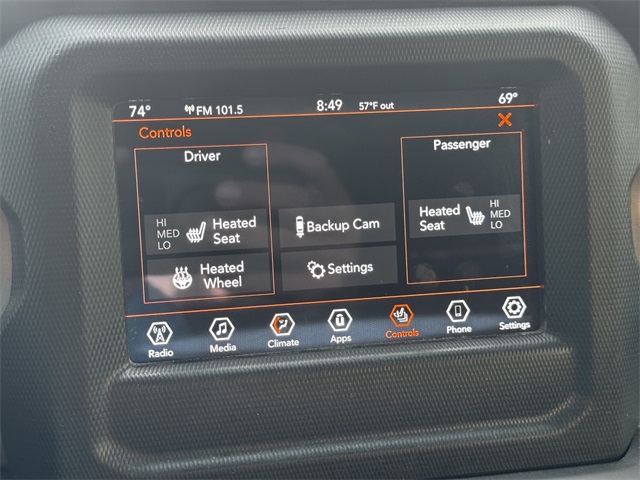 74° FM 101.5 8:49 57°F out 69°
Controls
Driver
Passenger
HI
MED
LO
Heated
Seat
Backup Cam
Heated
Seat
HI
MED
LO
Heated
Wheel
Settings
Radio Media Climate Apps Controls Phone Settings